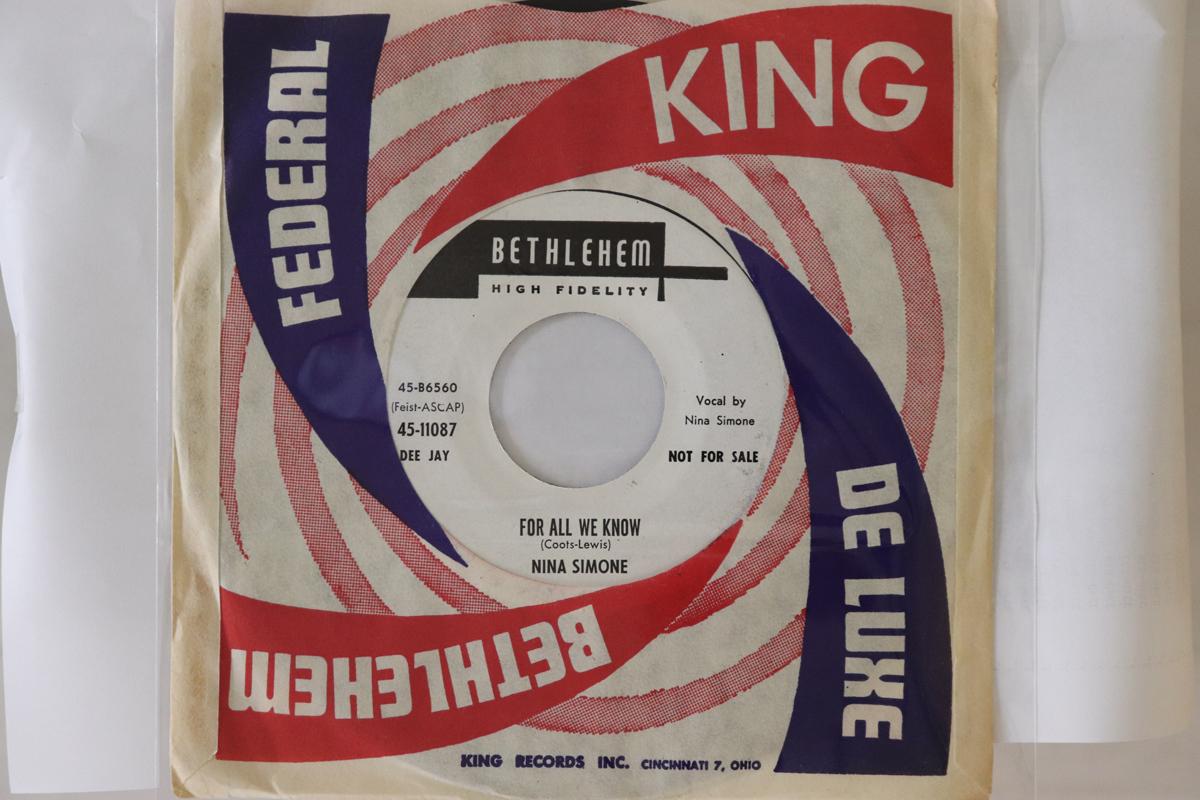 KING
FEDERAL
BETHLEHEM
HIGH FIDELITY
45-B6560
(Feist-ASCAP)
45-11087
DEE JAY
Vocal by
Nina Simone
NOT FOR SALE
FOR ALL WE KNOW
(Coots-Lewis)
NINA SIMONE
DE LUXE
BETHLEHEM
KING RECORDS INC. CINCINNATI 7, OHIO